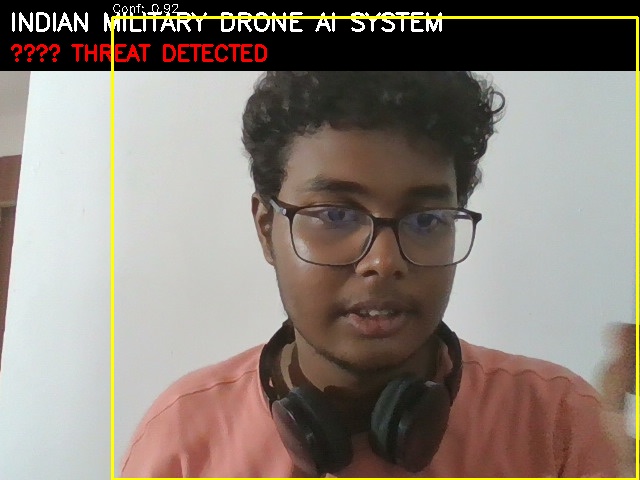 Conf: 0.92
INDIAN MILITARY DRONE AI SYSTEM
???? THREAT DETECTED